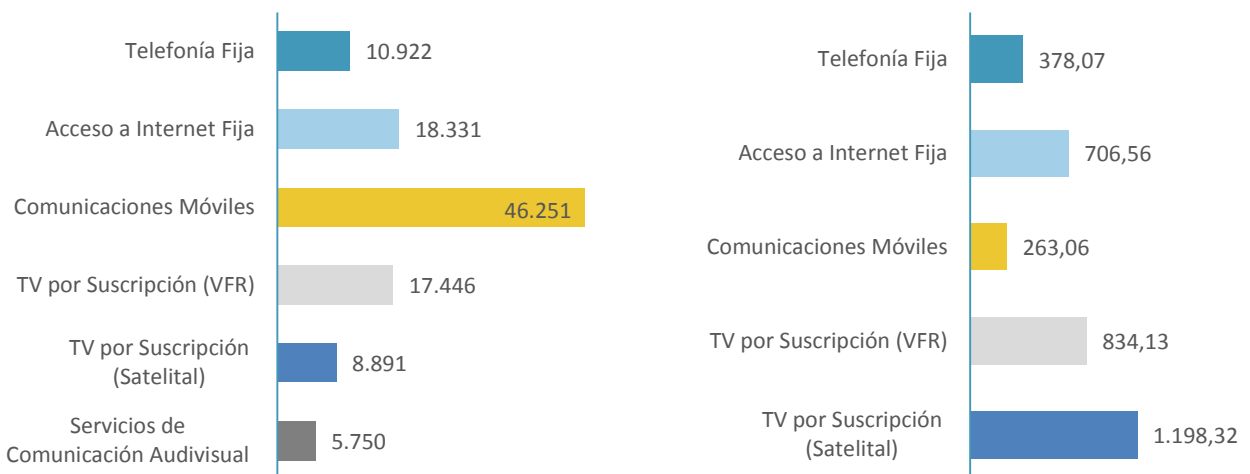 Telefonía Fija
10.922
Acceso a Internet Fija
18.331
Comunicaciones Móviles
46.251
TV por Suscripción (VFR)
17.446
TV por Suscripción
(Satelital)
8.891
Servicios de
Comunicación Audivisual
5.750
Telefonía Fija
378,07
Acceso a Internet Fija
706,56
Comunicaciones Móviles
263,06
TV por Suscripción (VFR)
834,13
TV por Suscripción
(Satelital)
1.198,32